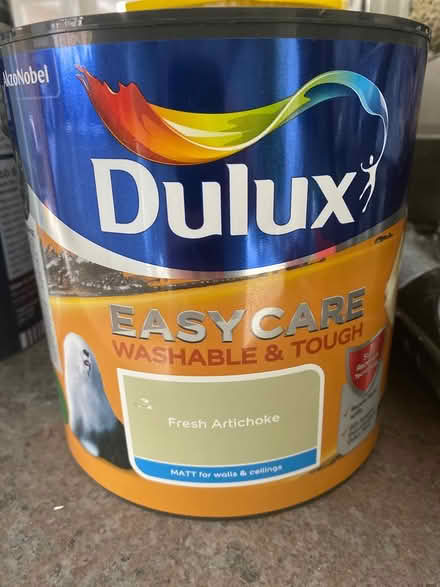 AkzoNobel
Dulux
EASYCARE
WASHABLE & TOUGH
Fresh Artichoke
MATT for walls & ceilings